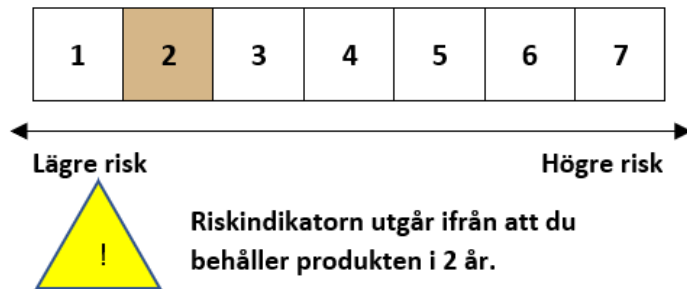 1 2 3 4 5 6 7
Lägre risk Högre risk
!
Riskindikatorn utgår ifrån att du
behåller produkten i 2 år.